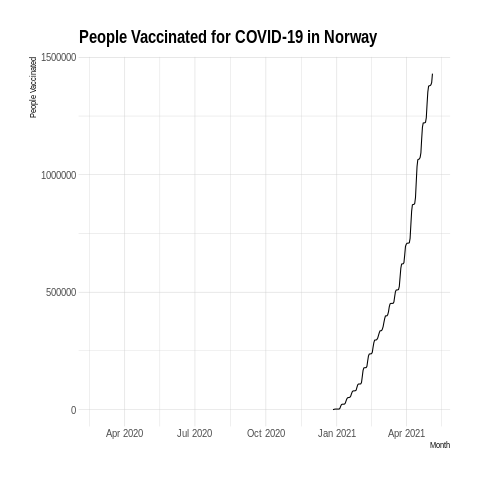 People Vaccinated for COVID-19 in Norway
People Vaccinated
1500000
1000000
500000
0
Apr 2020 Jul 2020 Oct 2020 Jan 2021 Apr 2021
Month